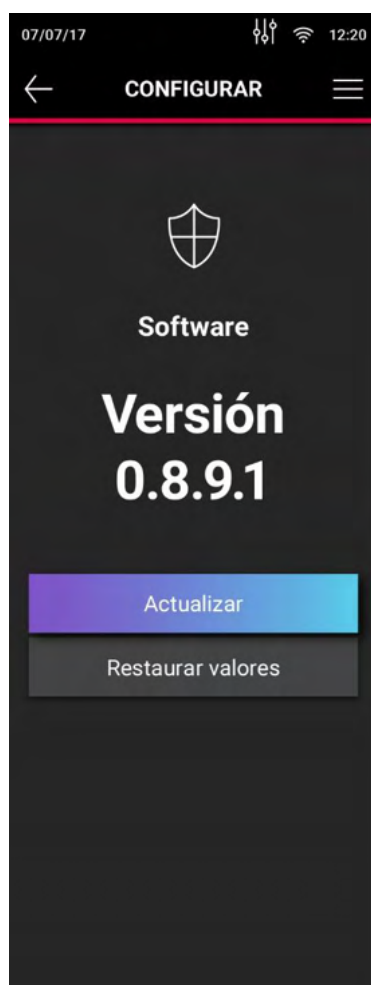 07/07/17 12:20
CONFIGURAR
Software
Versión
0.8.9.1
Actualizar
Restaurar valores